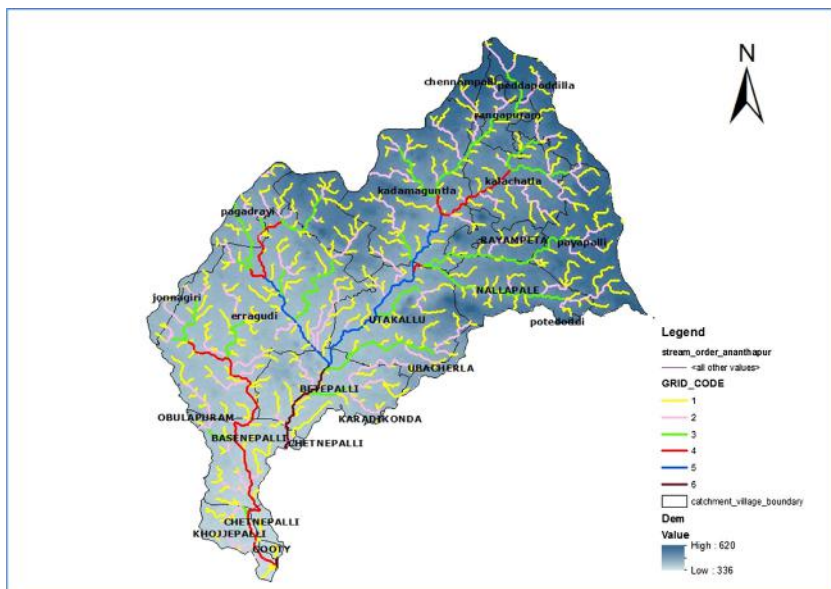 N
chennampalli
peddapoddilla
rangapuram
kadamaguntla
kalachatla
pagadrayi
RAYAMPETA
payapalli
jonnagiri
NALLAPALE
erragudi
UTAKALLU
potedoddi
UBACHERLA
BETEPALLI
OBULAPURAM
KARADIKONDA
BASENEPALLI
CHETNEPALLI
CHETNEPALLI
KHOJJEPALLI
GOOTY
Legend
stream_order_ananthapur
<all other values>
GRID_CODE
1
2
3
4
5
6
catchment_village_boundary
Dem
Value
High : 620
Low : 336